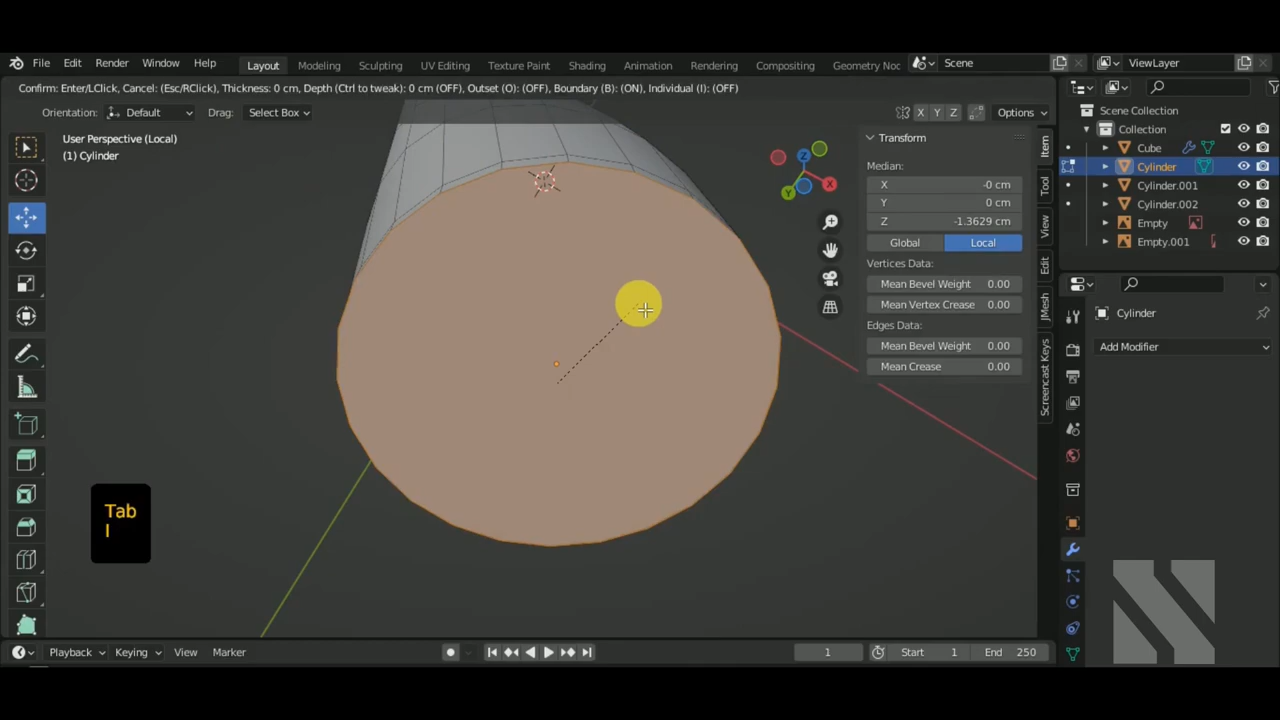 File Edit Render Window Help Layout Modeling Sculpting UV Editing Texture Paint Shading Animation Rendering Compositing Geometry Noc Scene ViewLayer
Confirm: Enter/LClick, Cancel: (Esc/RClick), Thickness: 0 cm, Depth (Ctrl to tweak): 0 cm (OFF), Outset (O): (OFF), Boundary (B): (ON), Individual (I): (OFF)
Orientation: Default Drag: Select Box X Y Z Options
User Perspective (Local)
(1) Cylinder
Z
X
Y
Transform
Median:
X -0 cm
Y 0 cm
Z -1.3629 cm
Global Local
Vertices Data:
Mean Bevel Weight 0.00
Mean Vertex Crease 0.00
Edges Data:
Mean Bevel Weight 0.00
Mean Crease 0.00
Item
Tool
View
Edit
JMesh
Screencast Keys
Scene Collection
Collection
Cube
Cylinder
Cylinder.001
Cylinder.002
Empty
Empty.001
Cylinder
Add Modifier
Tab
I
Playback Keying View Marker 1 Start 1 End 250